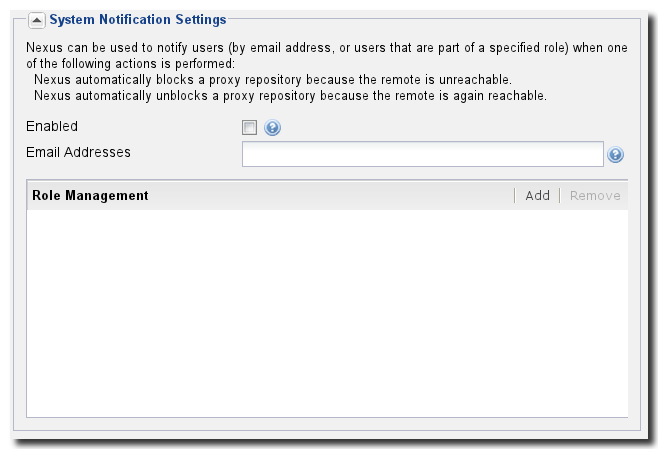 System Notification Settings
Nexus can be used to notify users (by email address, or users that are part of a specified role) when one
of the following actions is performed:
Nexus automatically blocks a proxy repository because the remote is unreachable.
Nexus automatically unblocks a proxy repository because the remote is again reachable.
Enabled ?
Email Addresses ?
Role Management Add Remove